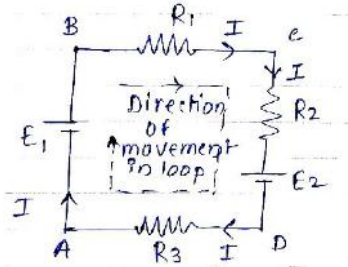 R1
B
I
C
I
Direction
of
movement
in loop
R2
E1
E2
I
A
R3
I
D